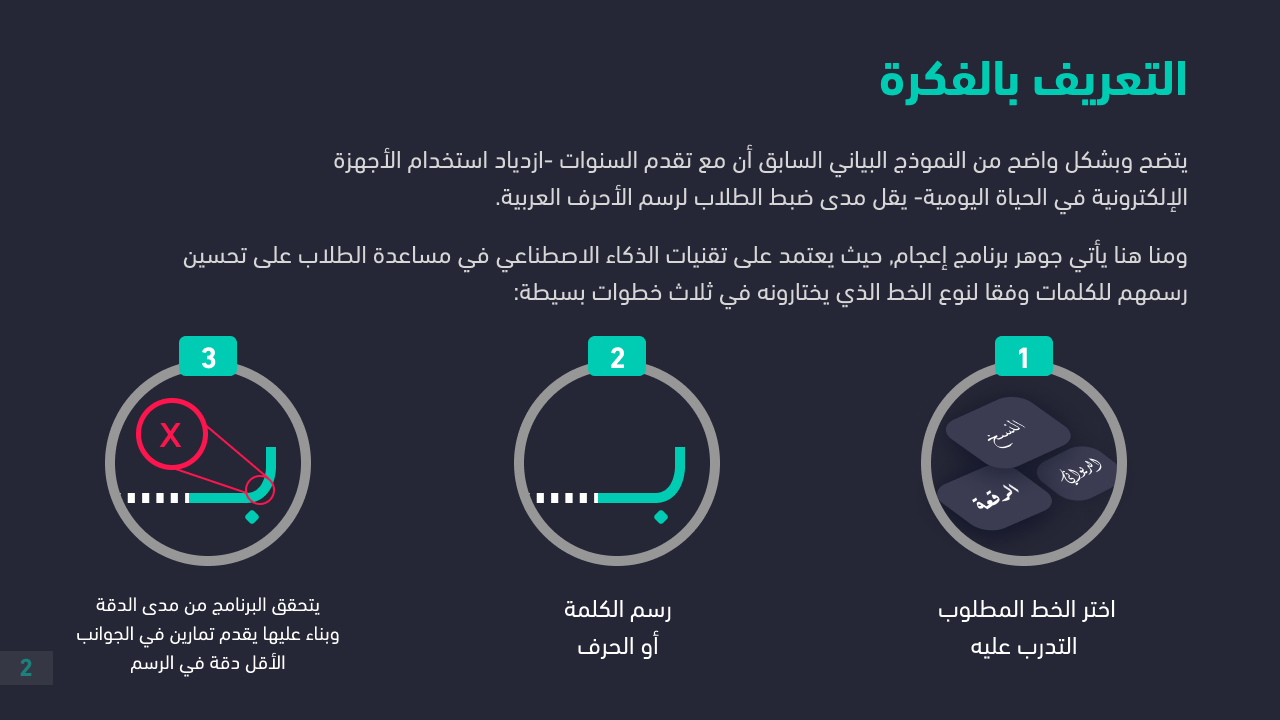 التعريف بالفكرة
يتضح وبشكل واضح من النموذج البياني السابق أن مع تقدم السنوات -ازدياد استخدام الأجهزة
الإلكترونية في الحياة اليومية- يقل مدى ضبط الطلاب لرسم الأحرف العربية.
ومنا هنا يأتي جوهر برنامج إعجام, حيث يعتمد على تقنيات الذكاء الاصطناعي في مساعدة الطلاب على تحسين
رسمهم للكلمات وفقا لنوع الخط الذي يختارونه في ثلاث خطوات بسيطة:
1
النسخ
الديواني
الرقعة
اختر الخط المطلوب
التدرب عليه
2
بـ
رسم الكلمة
أو الحرف
3
X
بـ
يتحقق البرنامج من مدى الدقة
وبناء عليها يقدم تمارين في الجوانب
الأقل دقة في الرسم
2